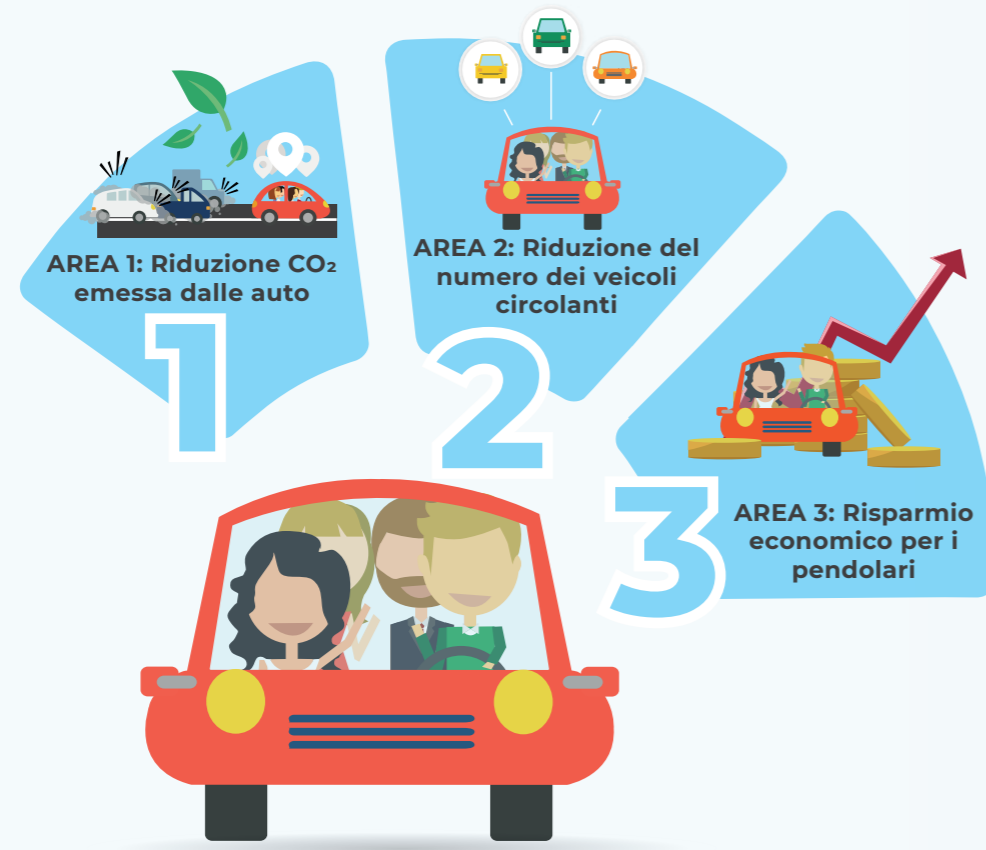 AREA 1: Riduzione CO₂
emessa dalle auto
1
AREA 2: Riduzione del
numero dei veicoli
circolanti
2
3
AREA 3: Risparmio
economico per i
pendolari